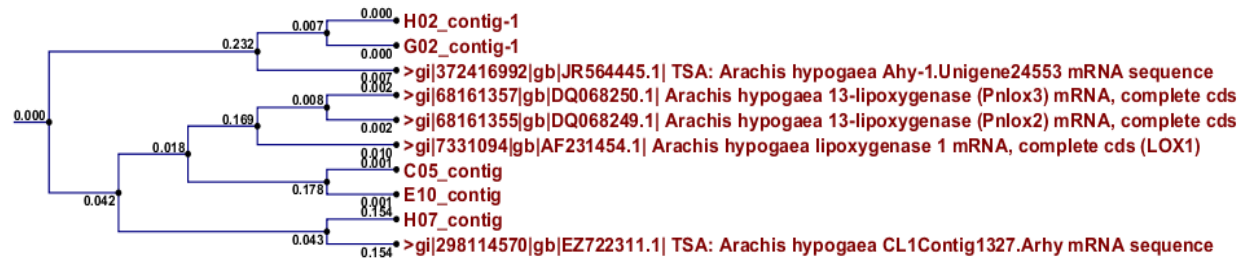 0.000 H02_contig-1
0.007
0.232 G02_contig-1
0.000
>gi|372416992|gb|JR564445.1| TSA: Arachis hypogaea Ahy-1.Unigene24553 mRNA sequence
0.007
0.002 >gi|68161357|gb|DQ068250.1| Arachis hypogaea 13-lipoxygenase (Pnlox3) mRNA, complete cds
0.008
0.000
0.169 >gi|68161355|gb|DQ068249.1| Arachis hypogaea 13-lipoxygenase (Pnlox2) mRNA, complete cds
0.002
0.018 >gi|7331094|gb|AF231454.1| Arachis hypogaea lipoxygenase 1 mRNA, complete cds (LOX1)
0.010
0.001 C05_contig
0.178
0.042 E10_contig
0.001
0.154 H07_contig
0.043
0.154 >gi|298114570|gb|EZ722311.1| TSA: Arachis hypogaea CL1Contig1327.Arhy mRNA sequence